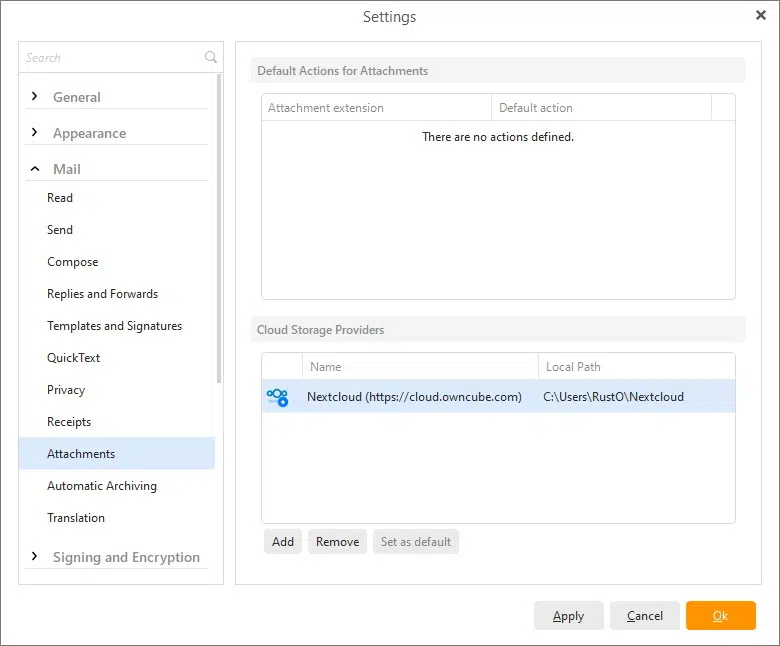 Settings
Search
General
Appearance
Mail
Read
Send
Compose
Replies and Forwards
Templates and Signatures
QuickText
Privacy
Receipts
Attachments
Automatic Archiving
Translation
Signing and Encryption
Default Actions for Attachments
Attachment extension Default action
There are no actions defined.
Cloud Storage Providers
Name Local Path
Nextcloud (https://cloud.owncube.com) C:\Users\RustO\Nextcloud
Add Remove Set as default
Apply Cancel Ok